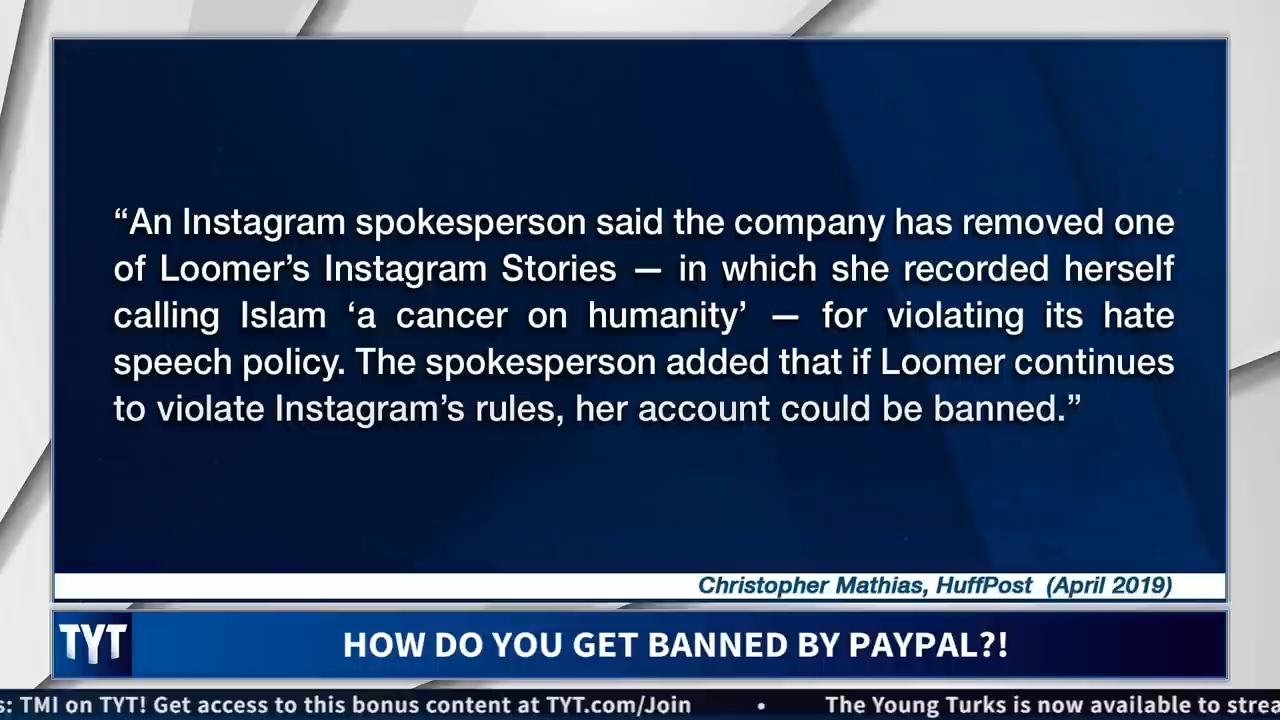 “An Instagram spokesperson said the company has removed one
of Loomer’s Instagram Stories — in which she recorded herself
calling Islam ‘a cancer on humanity’ — for violating its hate
speech policy. The spokesperson added that if Loomer continues
to violate Instagram’s rules, her account could be banned.”
Christopher Mathias, HuffPost (April 2019)
TYT
HOW DO YOU GET BANNED BY PAYPAL?!
s: TMI on TYT! Get access to this bonus content at TYT.com/Join • The Young Turks is now available to strea